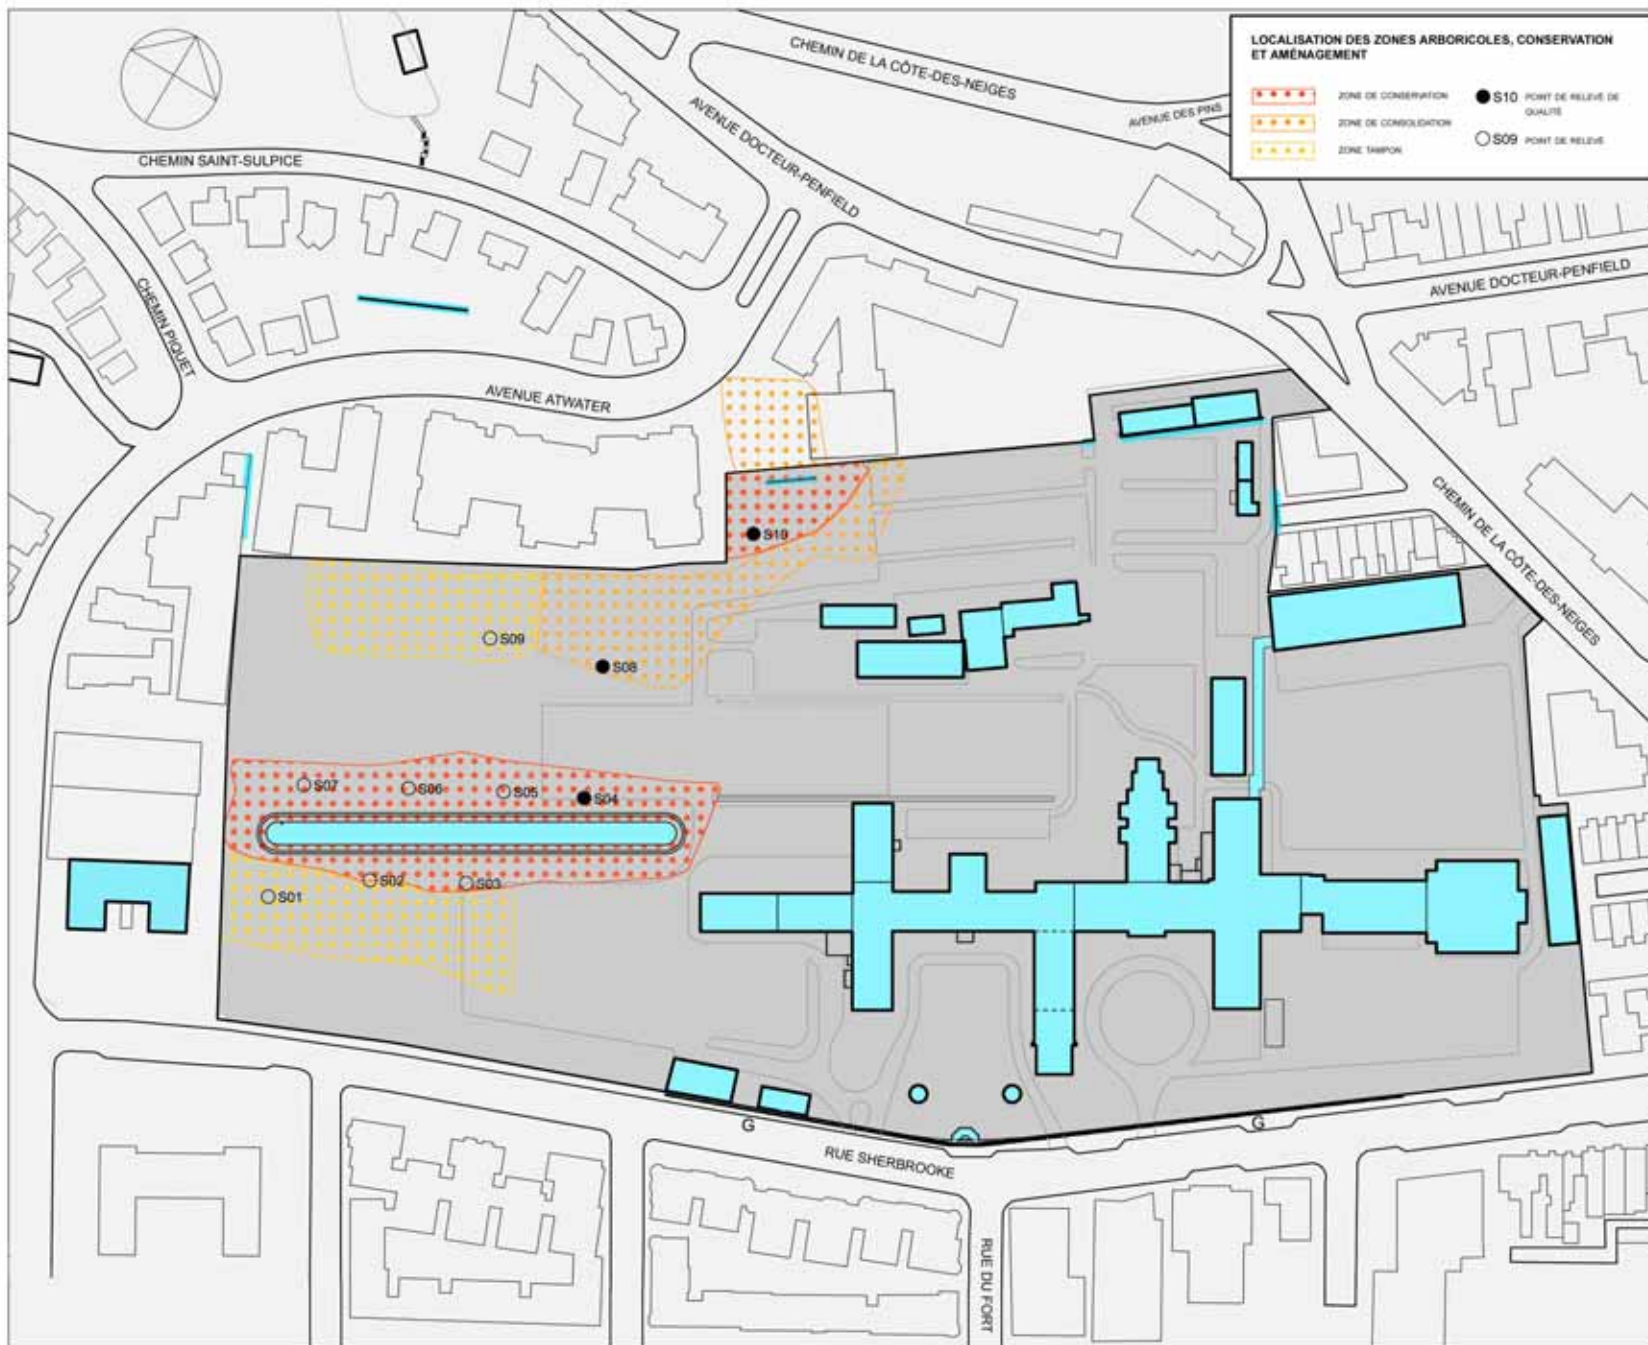 LOCALISATION DES ZONES ARBORICOLES, CONSERVATION
ET AMÉNAGEMENT
ZONE DE CONSERVATION
ZONE DE CONSOLIDATION
ZONE TAMPON
S10 POINT DE RELEVÉ DE
QUALITÉ
S09 POINT DE RELEVÉ
CHEMIN DE LA CÔTE-DES-NEIGES
AVENUE DES PINS
AVENUE DOCTEUR-PENFIELD
CHEMIN SAINT-SULPICE
AVENUE DOCTEUR-PENFIELD
CHEMIN PIQUET
AVENUE ATWATER
CHEMIN DE LA CÔTE-DES-NEIGES
S10
S09
S08
S07
S06
S05
S04
S03
S02
S01
G
G
RUE SHERBROOKE
RUE DU FORT